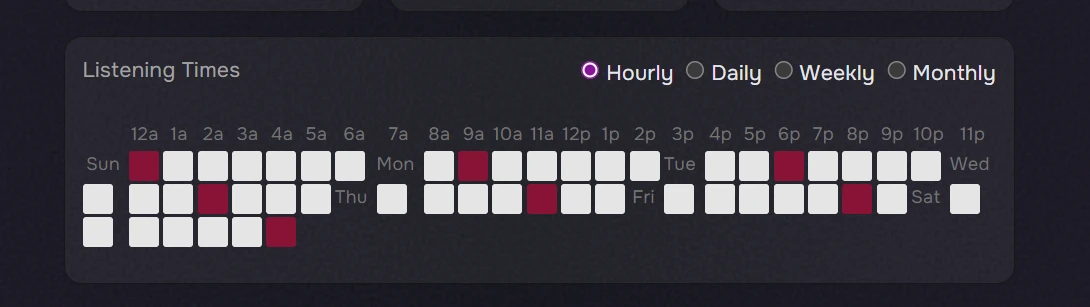 Listening Times
Hourly Daily Weekly Monthly
12a 1a 2a 3a 4a 5a 6a 7a 8a 9a 10a 11a 12p 1p 2p 3p 4p 5p 6p 7p 8p 9p 10p 11p
Sun Mon Tue Wed
Thu Fri Sat